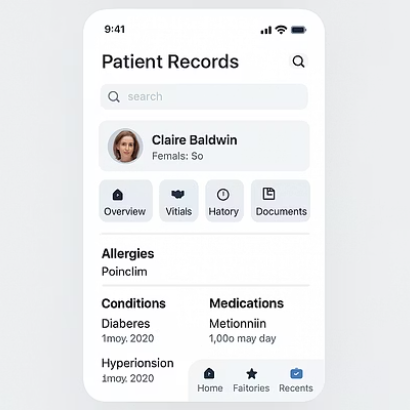 9:41
Patient Records
search
Claire Baldwin
Femals: So
Overview
Vitials
Hatory
Documents
Allergies
Poinclim
Conditions
Medications
Diaberes
Metionniin
1moy. 2020
1,00o may day
Hyperionsion
1moy. 2020
Home
Faitories
Recents